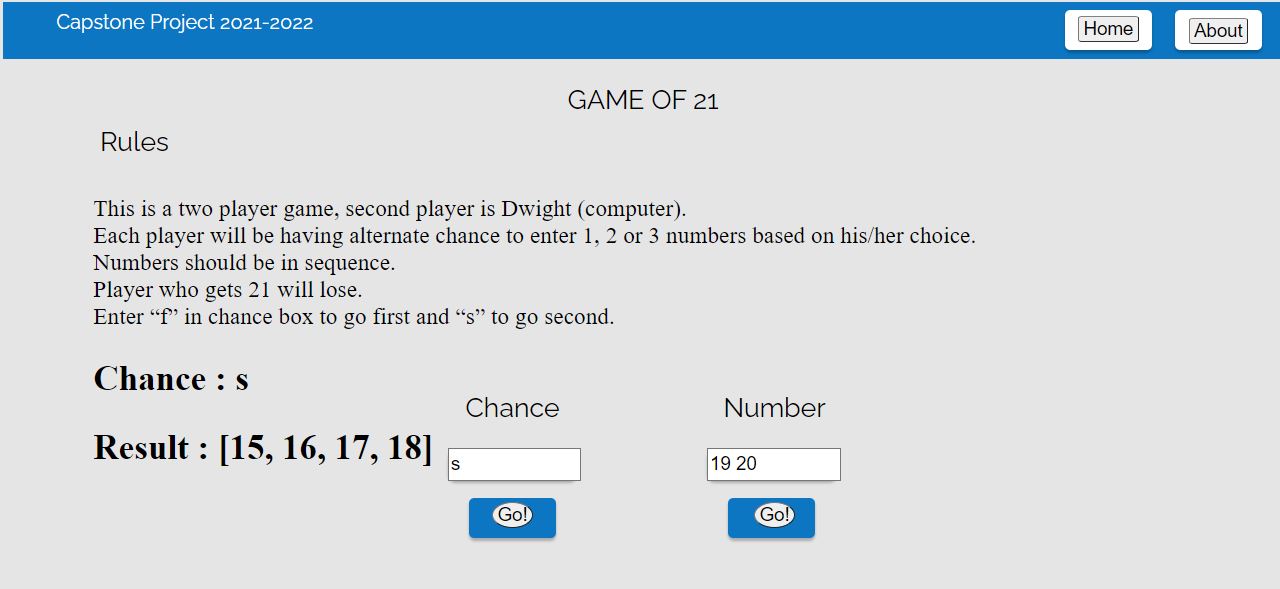 Capstone Project 2021-2022
Home
About
GAME OF 21
Rules
This is a two player game, second player is Dwight (computer).
Each player will be having alternate chance to enter 1, 2 or 3 numbers based on his/her choice.
Numbers should be in sequence.
Player who gets 21 will lose.
Enter “f” in chance box to go first and “s” to go second.
Chance : s
Result : [15, 16, 17, 18]
Chance
s
Go!
Number
19 20
Go!